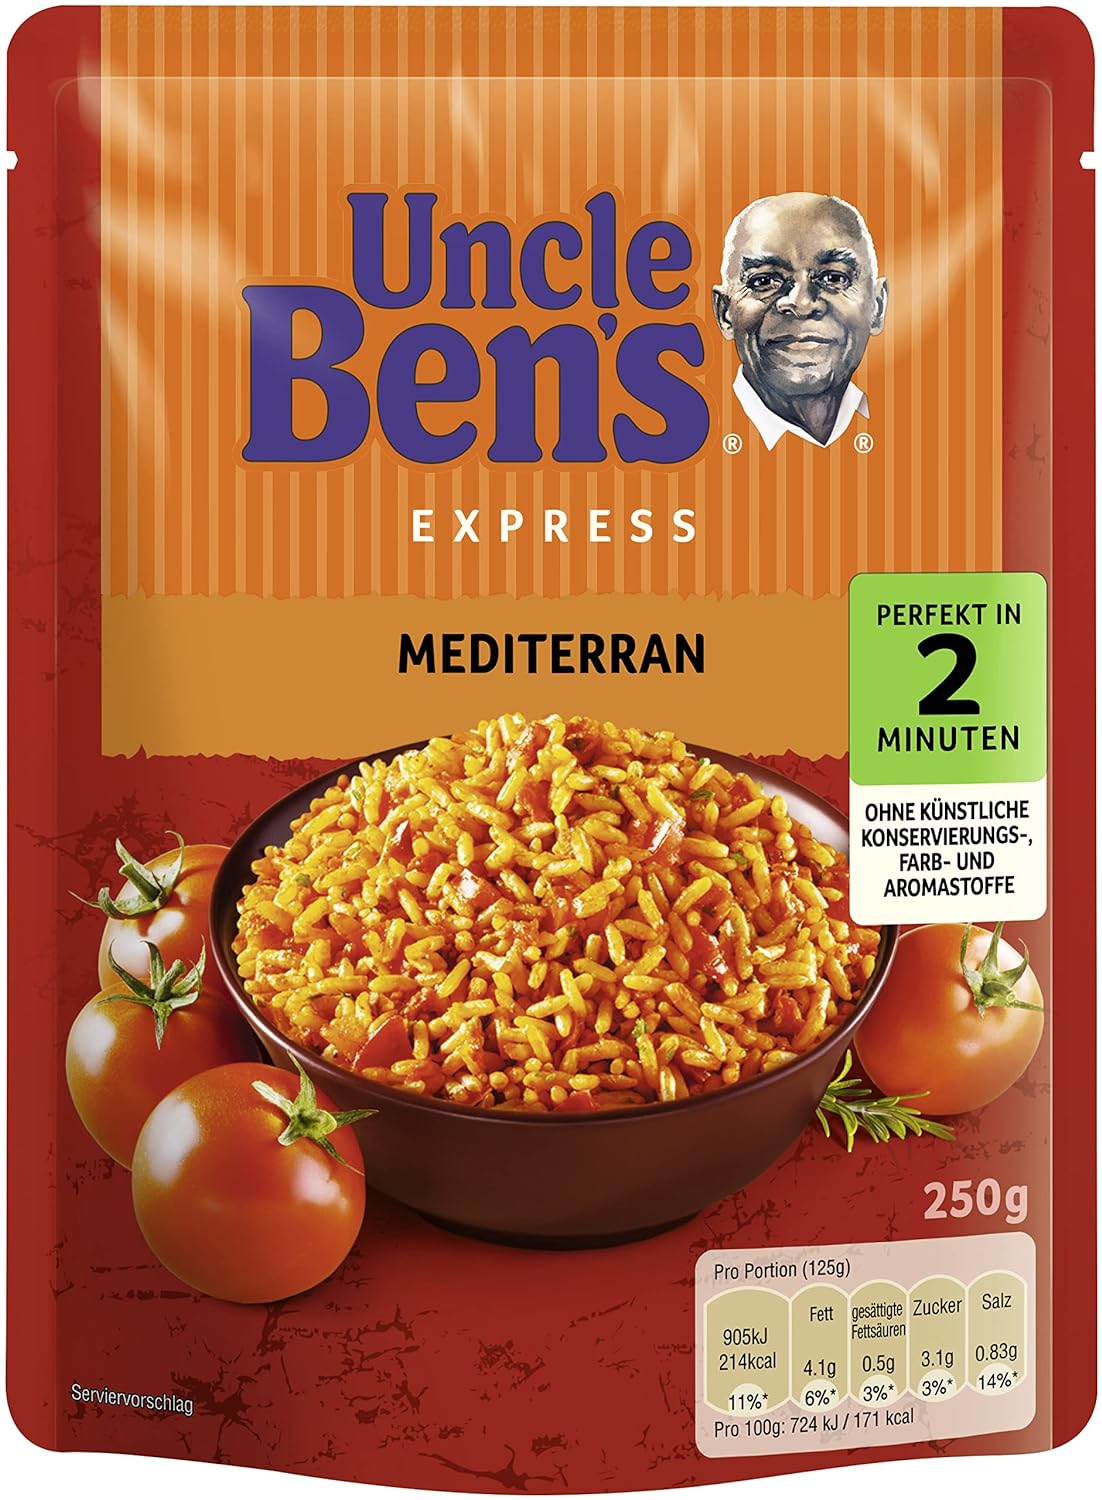 Uncle
Ben's
®
®
EXPRESS
MEDITERRAN
PERFEKT IN
2
MINUTEN
OHNE KÜNSTLICHE
KONSERVIERUNGS-,
FARB- UND
AROMASTOFFE
250g
Pro Portion (125g)
905kJ
214kcal
11%*
Fett
4.1g
6%*
gesättigte
Fettsäuren
0.5g
3%*
Zucker
3.1g
3%*
Salz
0.83g
14%*
Pro 100g: 724 kJ / 171 kcal
Serviervorschlag